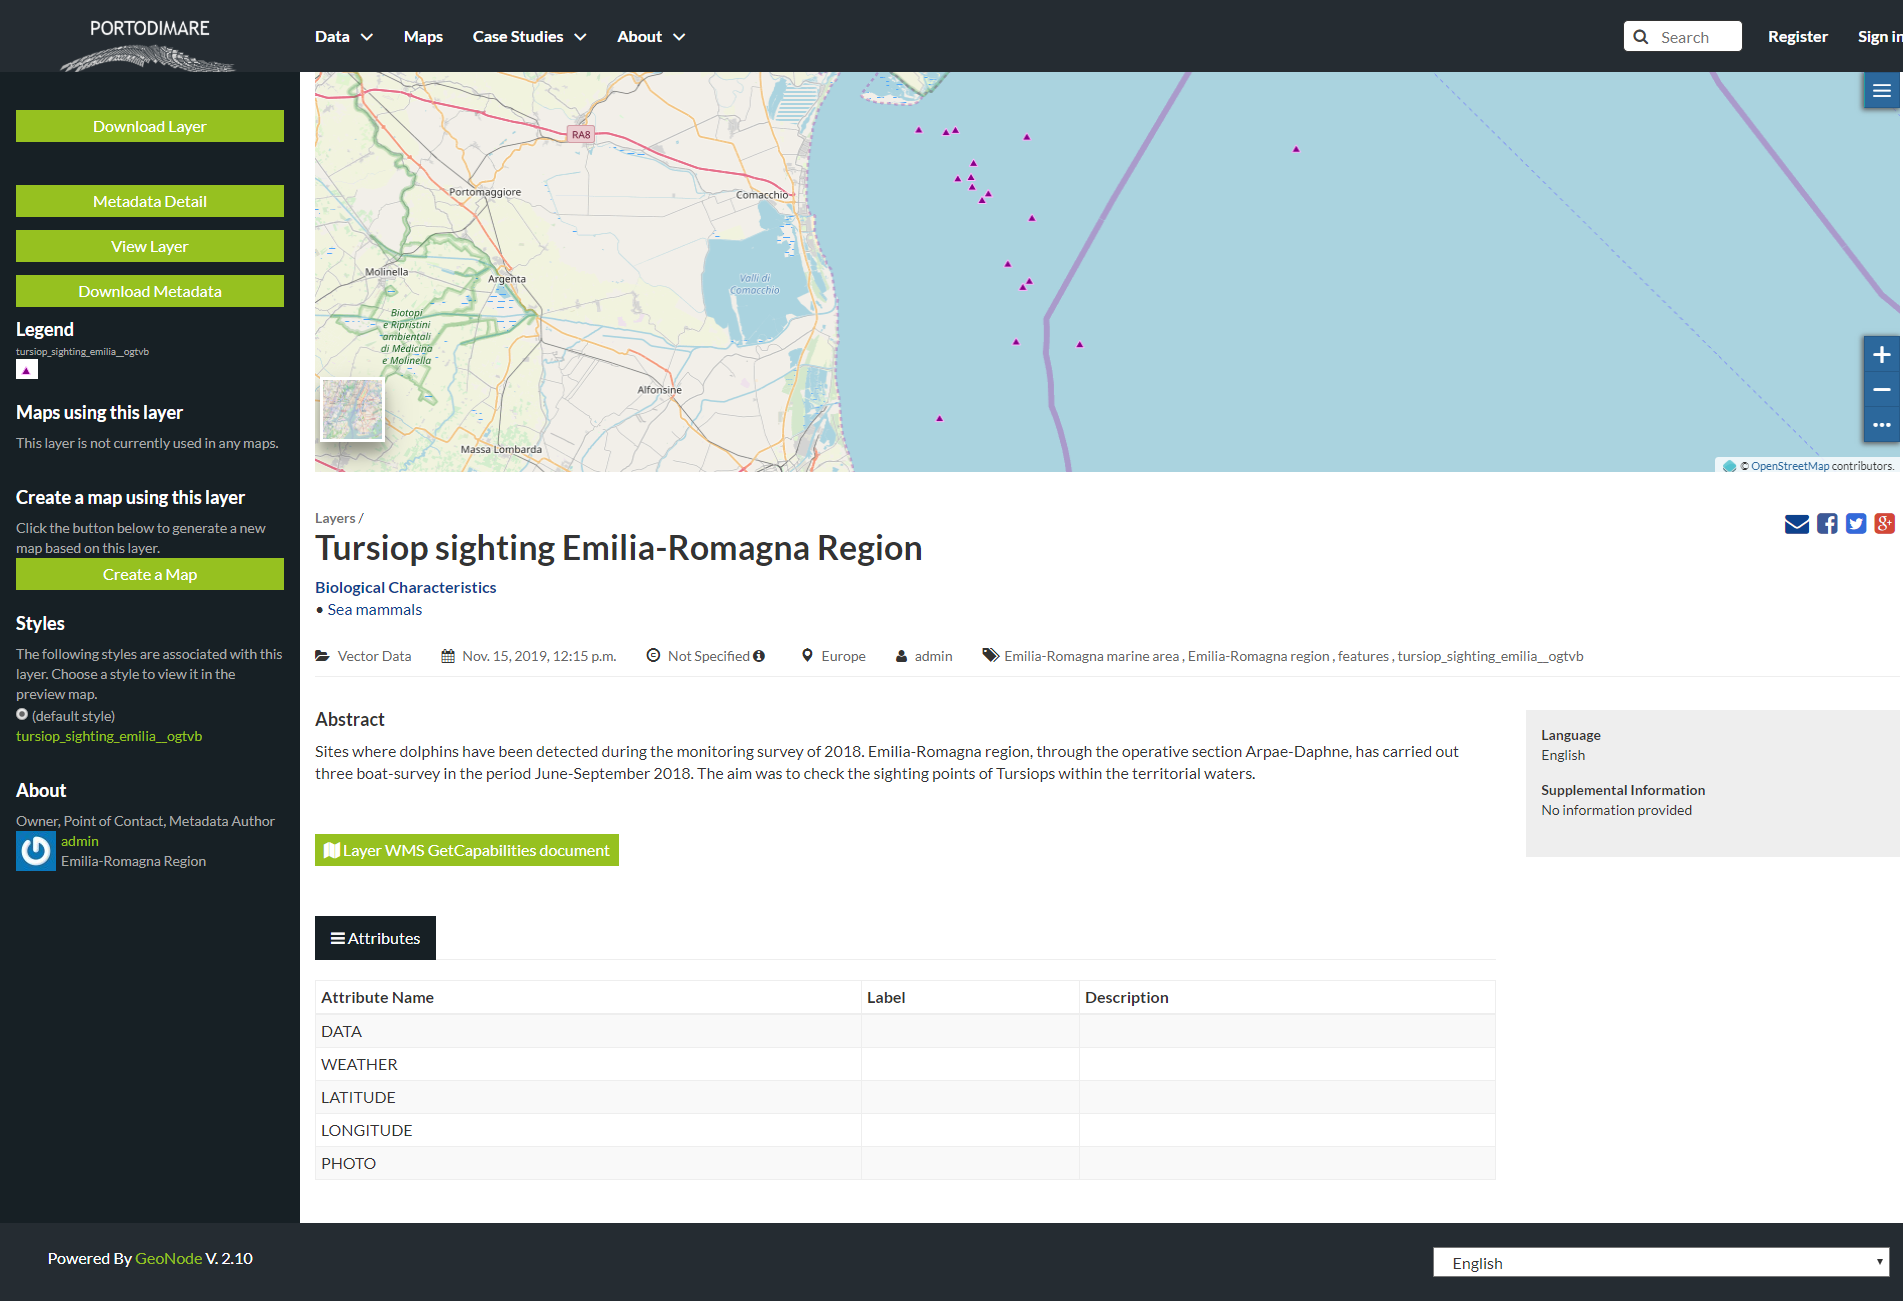 PORTODIMARE
Data Maps Case Studies About
Search Register Sign in
Download Layer
Metadata Detail
View Layer
Download Metadata
Legend
tursiop_sighting_emilia__ogtvb
Maps using this layer
This layer is not currently used in any maps.
Create a map using this layer
Click the button below to generate a new
map based on this layer.
Create a Map
Styles
The following styles are associated with this
layer. Choose a style to view it in the
preview map.
(default style)
tursiop_sighting_emilia__ogtvb
About
Owner, Point of Contact, Metadata Author
admin
Emilia-Romagna Region
RA8
Portomaggiore
Comacchio
Molinella
Argenta
Valli di
Comacchio
Biotopi
e Ripristini
ambientali
di Medicina
e Molinella
Alfonsine
Massa Lombarda
© OpenStreetMap contributors.
Layers /
Tursiop sighting Emilia-Romagna Region
Biological Characteristics
• Sea mammals
Vector Data Nov. 15, 2019, 12:15 p.m. Not Specified Europe admin Emilia-Romagna marine area , Emilia-Romagna region , features , tursiop_sighting_emilia__ogtvb
Abstract
Sites where dolphins have been detected during the monitoring survey of 2018. Emilia-Romagna region, through the operative section Arpae-Daphne, has carried out
three boat-survey in the period June-September 2018. The aim was to check the sighting points of Tursiops within the territorial waters.
Language
English
Supplemental Information
No information provided
Layer WMS GetCapabilities document
Attributes
Attribute Name Label Description
DATA
WEATHER
LATITUDE
LONGITUDE
PHOTO
Powered By GeoNode V. 2.10
English